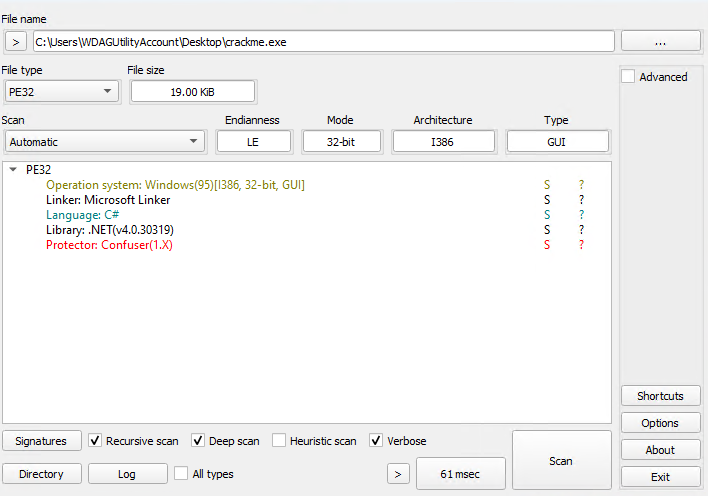 File name
> C:\Users\WDAGUtilityAccount\Desktop\crackme.exe ...
File type File size
PE32 19.00 KiB Advanced
Scan Endianness Mode Architecture Type
Automatic LE 32-bit I386 GUI
PE32
Operation system: Windows(95)[I386, 32-bit, GUI] S ?
Linker: Microsoft Linker S ?
Language: C# S ?
Library: .NET(v4.0.30319) S ?
Protector: Confuser(1.X) S ?
Shortcuts
Options
Signatures Recursive scan Deep scan Heuristic scan Verbose
About
Scan
Directory Log All types > 61 msec
Exit